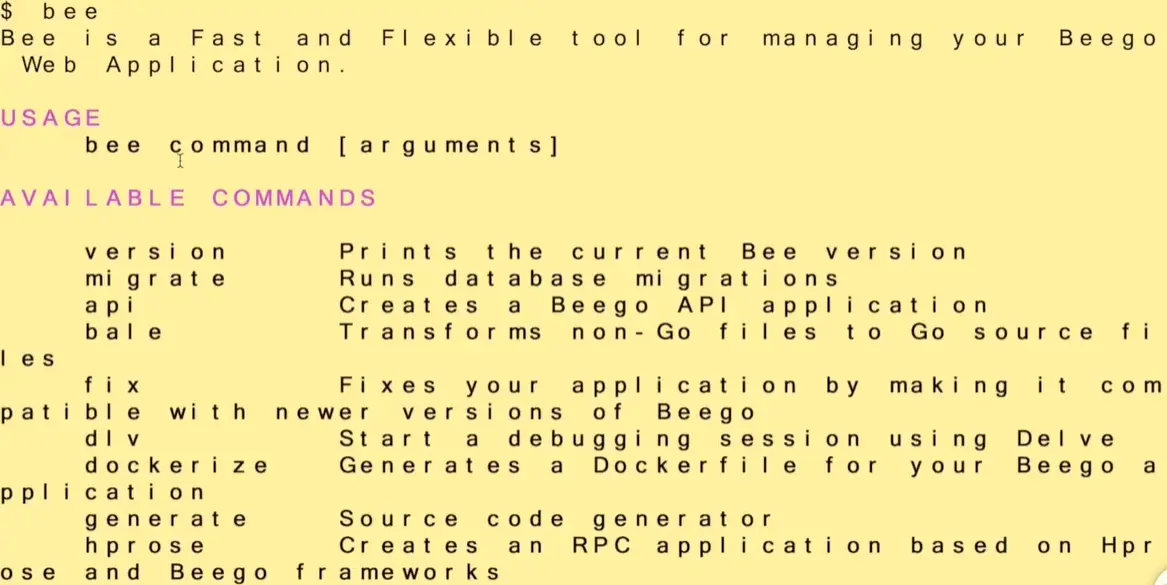 $ bee
Bee is a Fast and Flexible tool for managing your Beego
Web Application.
USAGE
bee command [arguments]
AVAILABLE COMMANDS
version Prints the current Bee version
migrate Runs database migrations
api Creates a Beego API application
bale Transforms non-Go files to Go source fi
les
fix Fixes your application by making it com
patible with newer versions of Beego
dlv Start a debugging session using Delve
dockerize Generates a Dockerfile for your Beego a
pplication
generate Source code generator
hprose Creates an RPC application based on Hpr
ose and Beego frameworks